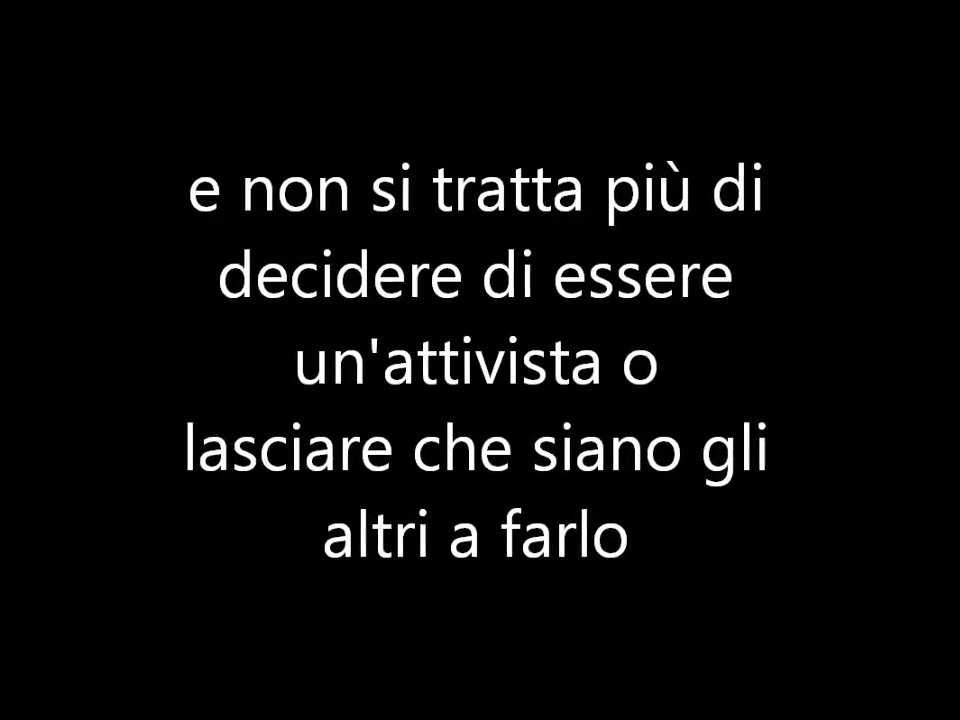 e non si tratta più di
decidere di essere
un'attivista o
lasciare che siano gli
altri a farlo